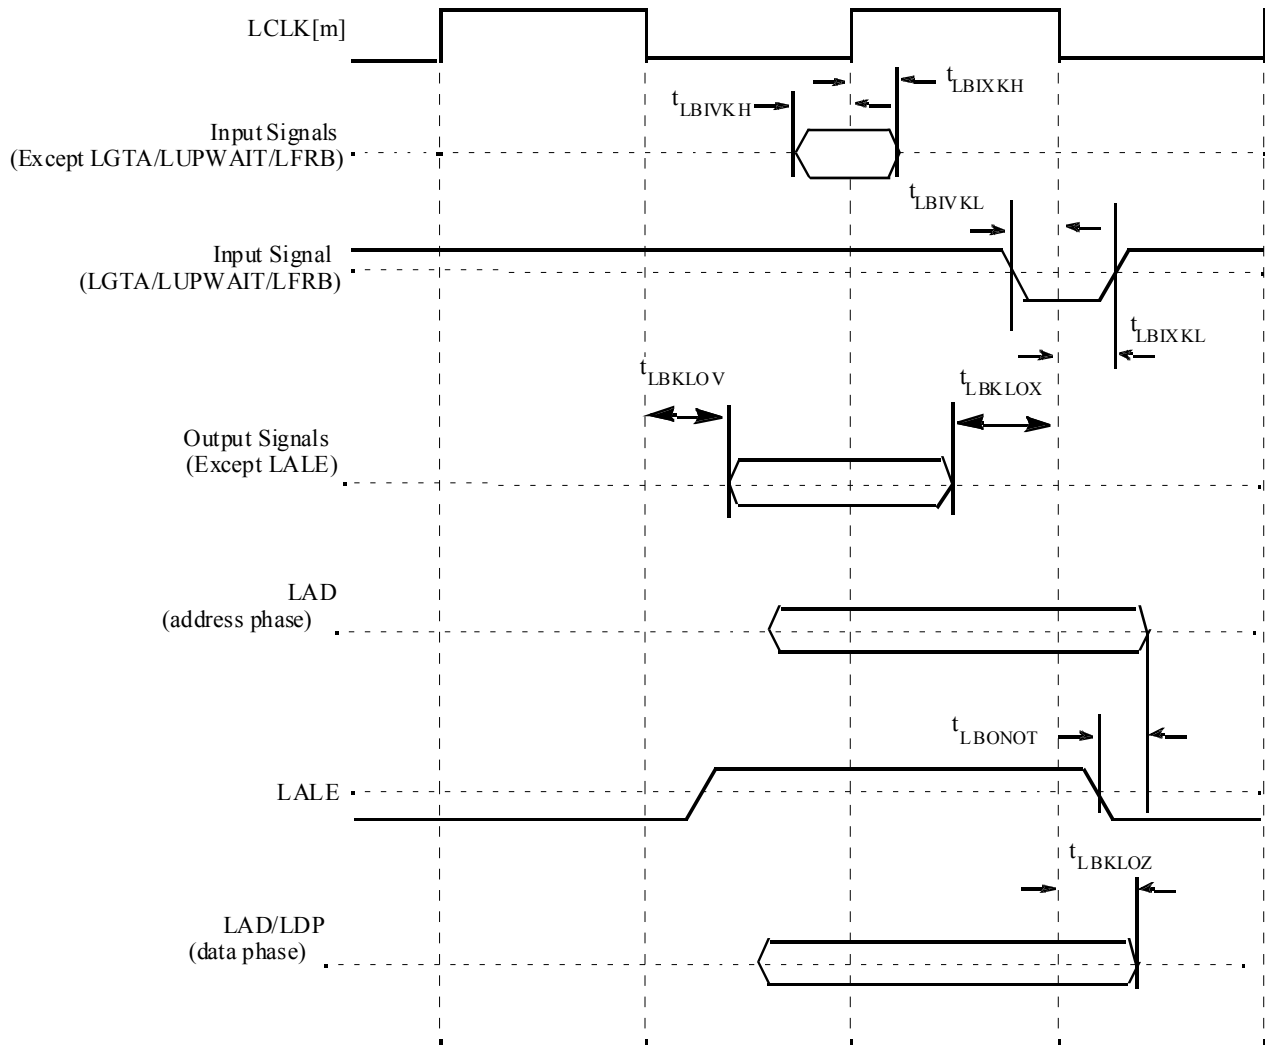 LCLK[m]
tLBIXKH
tLBIVKH
Input Signals
(Except LGTA/LUPWAIT/LFRB)
tLBIVKL
Input Signal
(LGTA/LUPWAIT/LFRB)
tLBIXKL
tLBKLOV
tLBKLOX
Output Signals
(Except LALE)
LAD
(address phase)
tLBONOT
LALE
tLBKLOZ
LAD/LDP
(data phase)